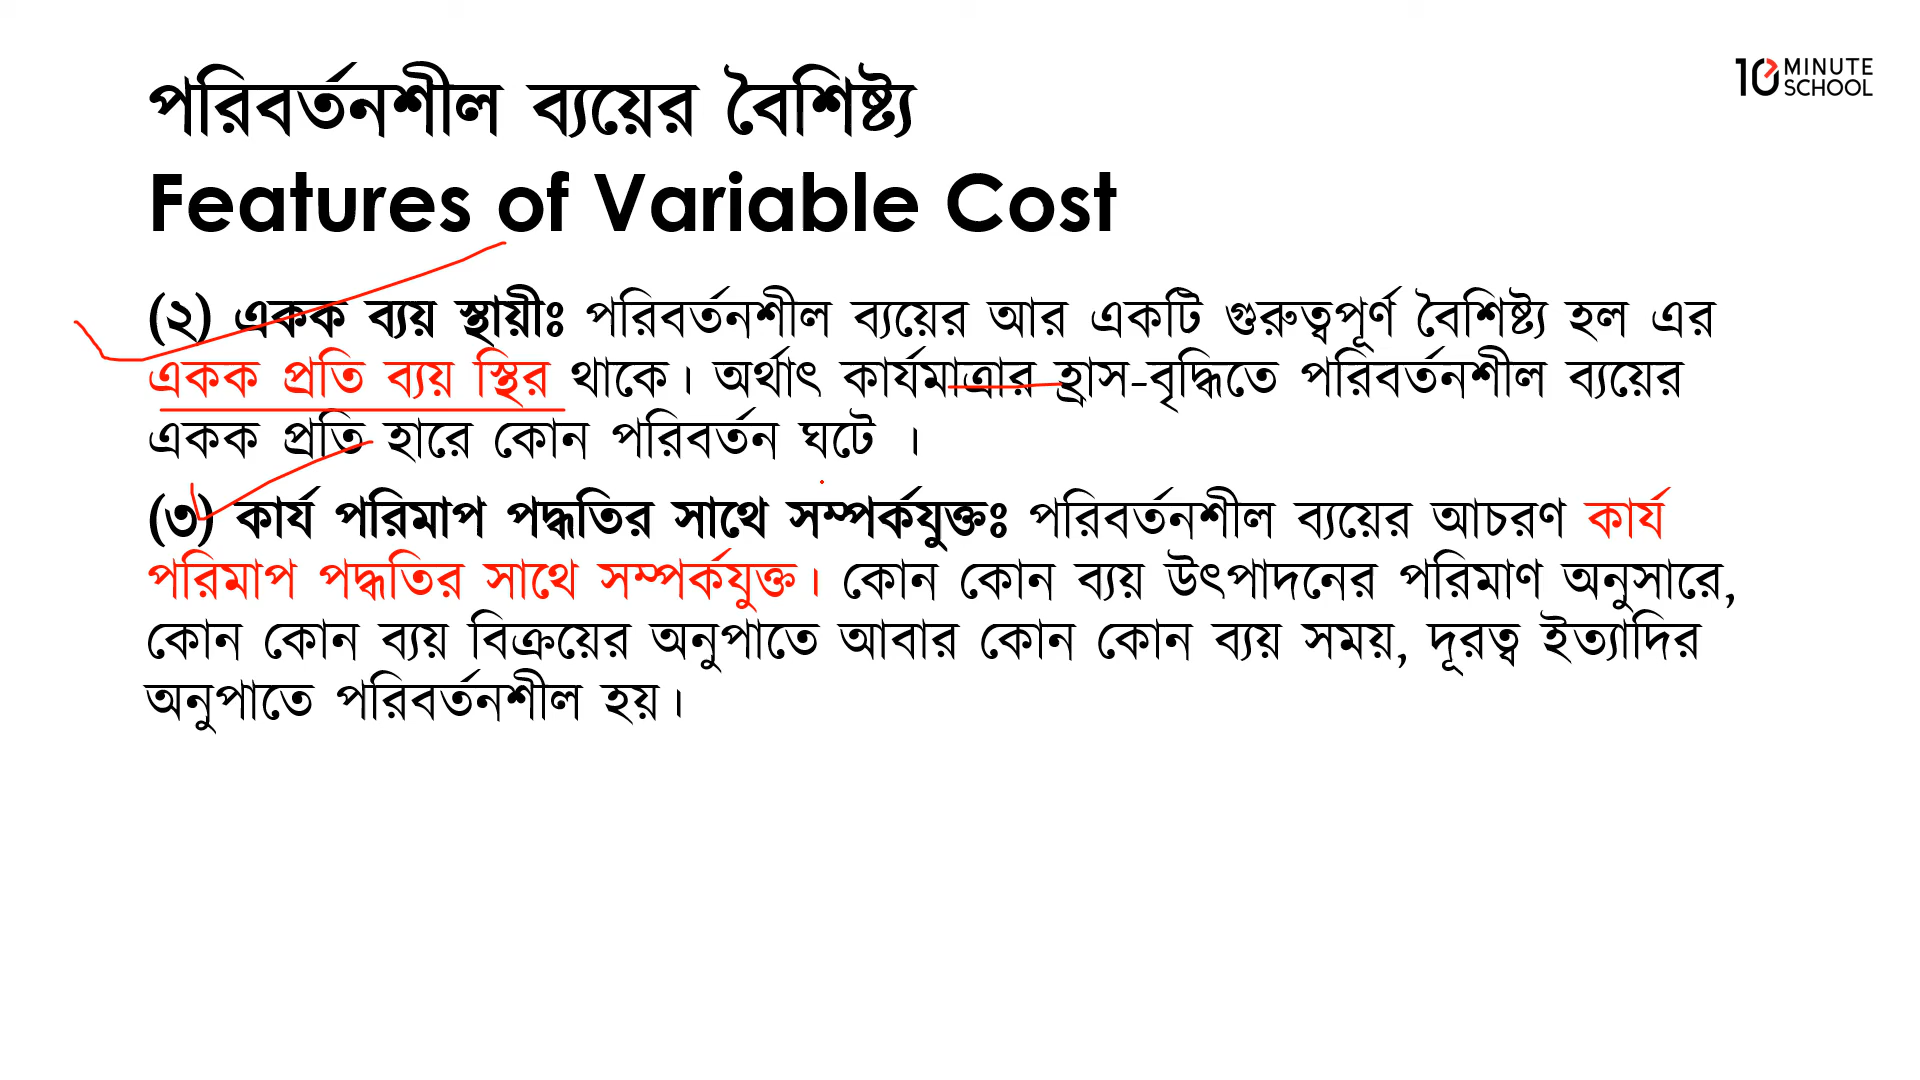 পরিবর্তনশীল ব্যয়ের বৈশিষ্ট্য
10 MINUTE SCHOOL
Features of Variable Cost
(২) একক ব্যয় স্থায়ীঃ পরিবর্তনশীল ব্যয়ের আর একটি গুরুত্বপূর্ণ বৈশিষ্ট্য হল এর
একক প্রতি ব্যয় স্থির থাকে। অর্থাৎ কার্যমাত্রার হ্রাস-বৃদ্ধিতে পরিবর্তনশীল ব্যয়ের
একক প্রতি হারে কোন পরিবর্তন ঘটে ।
(৩) কার্য পরিমাপ পদ্ধতির সাথে সম্পর্কযুক্তঃ পরিবর্তনশীল ব্যয়ের আচরণ কার্য
পরিমাপ পদ্ধতির সাথে সম্পর্কযুক্ত। কোন কোন ব্যয় উৎপাদনের পরিমাণ অনুসারে,
কোন কোন ব্যয় বিক্রয়ের অনুপাতে আবার কোন কোন ব্যয় সময়, দূরত্ব ইত্যাদির
অনুপাতে পরিবর্তনশীল হয়।